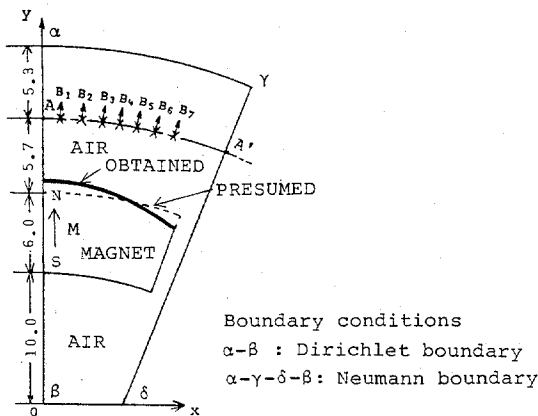 y
α
γ
5.3
B1 B2 B3 B4 B5 B6 B7
A
A'
AIR
5.7
OBTAINED
PRESUMED
N
M
6.0
MAGNET
S
10.0
AIR
Boundary conditions
α-β : Dirichlet boundary
α-γ-δ-β: Neumann boundary
β
δ
0
x